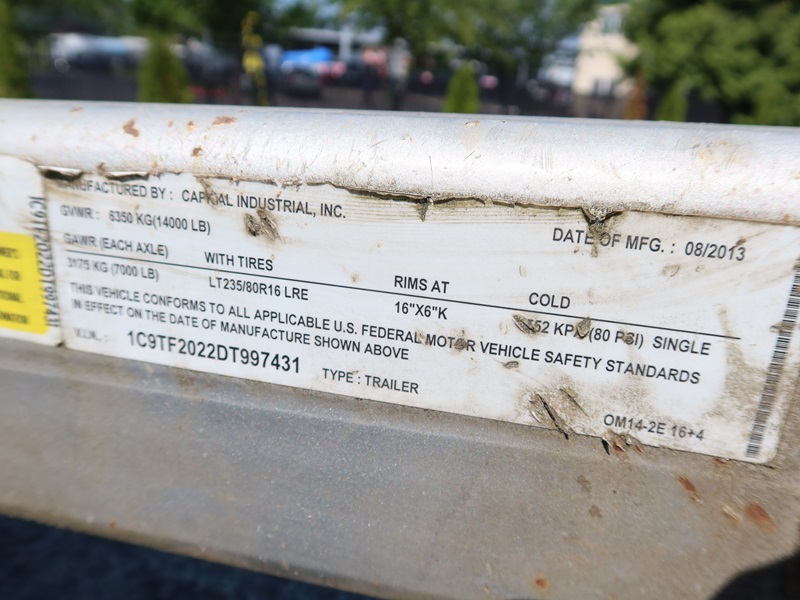 MANUFACTURED BY : CAPITAL INDUSTRIAL, INC.
GVWR : 6350 KG(14000 LB)
DATE OF MFG. : 08/2013
GAWR (EACH AXLE) WITH TIRES RIMS AT COLD
3175 KG (7000 LB) LT235/80R16 LRE 16"X6"K 552 KPA (80 PSI) SINGLE
THIS VEHICLE CONFORMS TO ALL APPLICABLE U.S. FEDERAL MOTOR VEHICLE SAFETY STANDARDS
IN EFFECT ON THE DATE OF MANUFACTURE SHOWN ABOVE
V.I.N. : 1C9TF2022DT997431 TYPE : TRAILER
OM14-2E 16+4
1C9TF2022DT997431